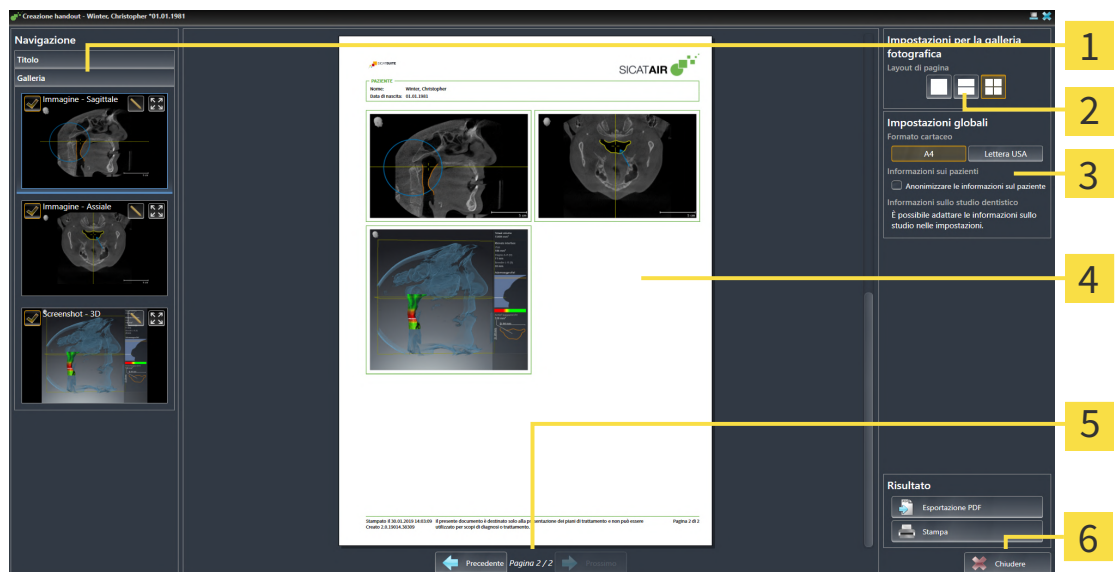 Creazione handout - Winter, Christopher *01.01.1981
Navigazione
Titolo
Galleria
Immagine - Sagittale
Immagine - Assiale
Screenshot - 3D
SICATSUITE
SICATAIR
PAZIENTE
Nome: Winter, Christopher
Data di nascita: 01.01.1981
Stampato il 30.01.2019 14:03:09 Il presente documento è destinato solo alla presentazione dei piani di trattamento e non può essere Pagina 2 di 2
Creato 2.0.19014.38309 utilizzato per scopi di diagnosi o trattamento.
Precedente Pagina 2 / 2 Prossimo
Impostazioni per la galleria
fotografica
Layout di pagina
Impostazioni globali
Formato cartaceo
A4 Lettera USA
Informazioni sui pazienti
Anonimizzare le informazioni sul paziente
Informazioni sullo studio dentistico
È possibile adattare le informazioni sullo
studio nelle impostazioni.
Risultato
Esportazione PDF
Stampa
Chiudere
1
2
3
4
5
6